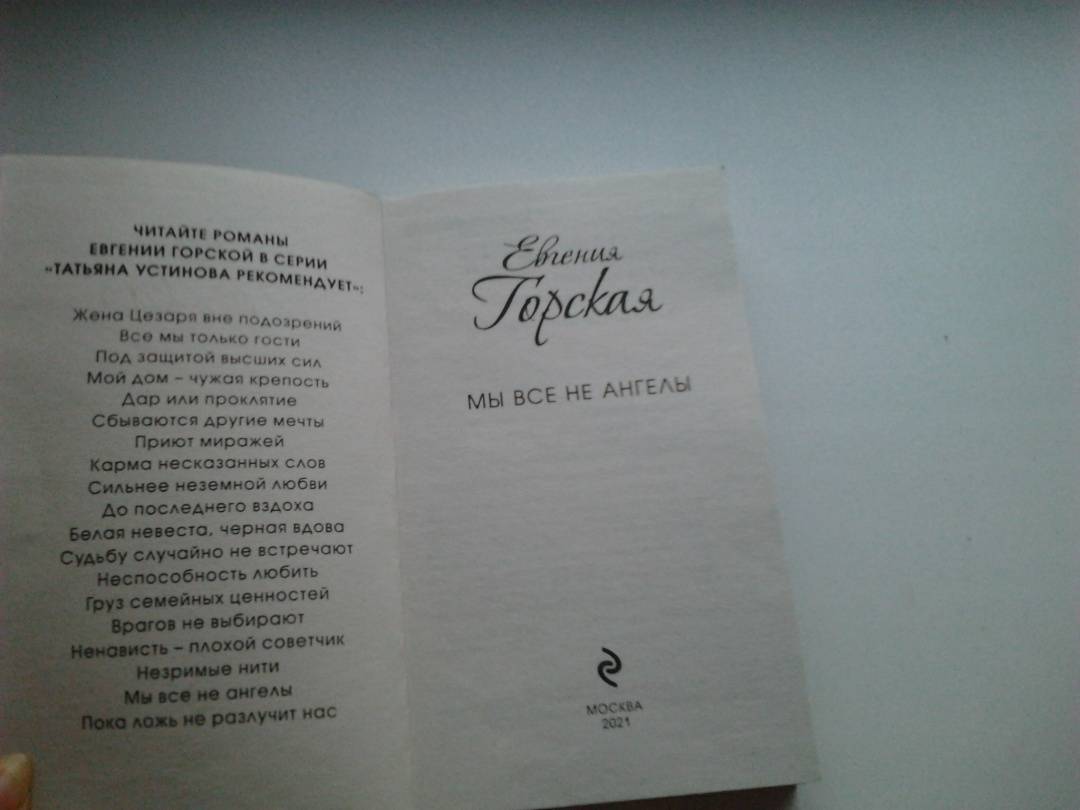 ЧИТАЙТЕ РОМАНЫ
ЕВГЕНИИ ГОРСКОЙ В СЕРИИ
«ТАТЬЯНА УСТИНОВА РЕКОМЕНДУЕТ»:
Жена Цезаря вне подозрений
Все мы только гости
Под защитой высших сил
Мой дом – чужая крепость
Дар или проклятие
Сбываются другие мечты
Приют миражей
Карма несказанных слов
Сильнее неземной любви
До последнего вздоха
Белая невеста, черная вдова
Судьбу случайно не встречают
Неспособность любить
Груз семейных ценностей
Врагов не выбирают
Ненависть – плохой советчик
Незримые нити
Мы все не ангелы
Пока ложь не разлучит нас
Евгения
Горская
МЫ ВСЕ НЕ АНГЕЛЫ
МОСКВА
2021